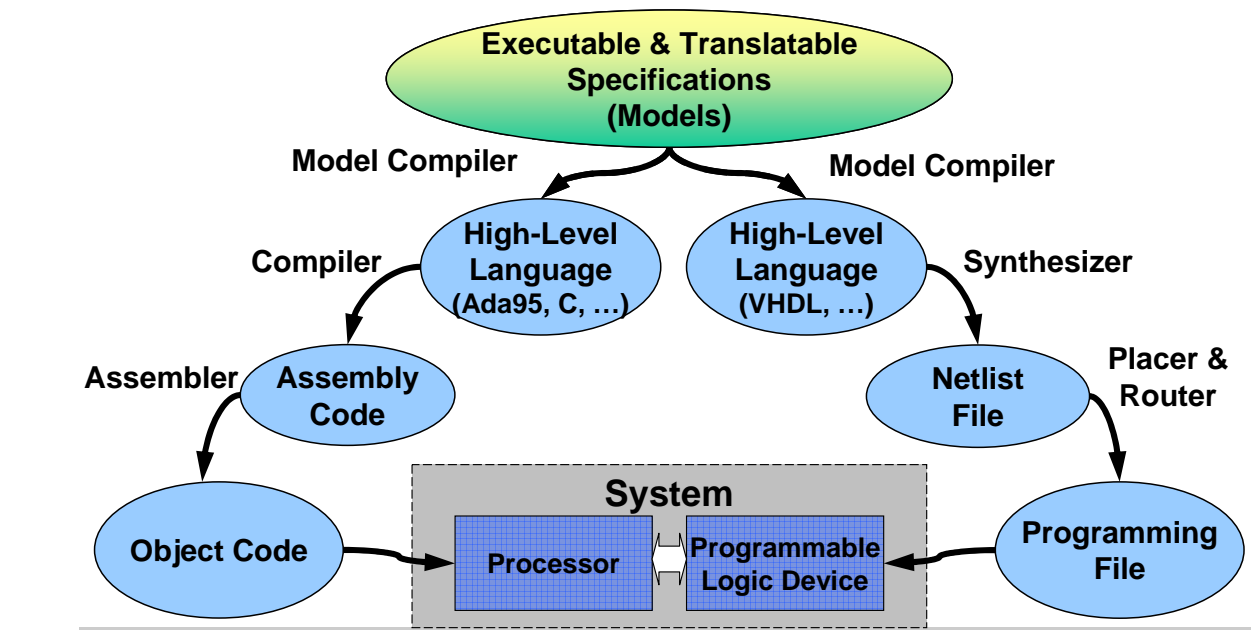 Executable & Translatable
Specifications
(Models)
Model Compiler
Model Compiler
High-Level
Language
(Ada95, C, …)
High-Level
Language
(VHDL, …)
Compiler
Synthesizer
Assembler
Assembly
Code
Netlist
File
Placer &
Router
System
Object Code
Processor
Programmable
Logic Device
Programming
File